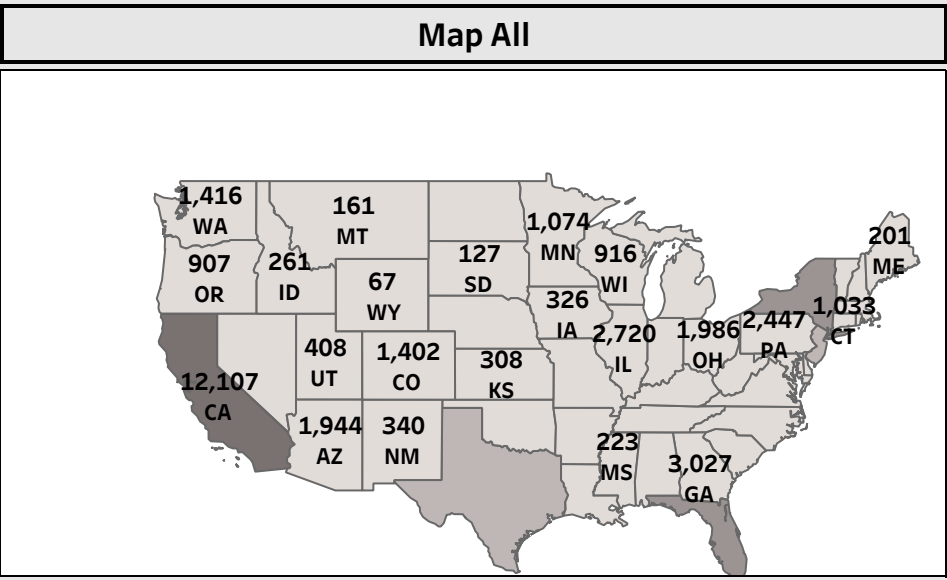 Map All
1,416
WA
161
MT
1,074
MN
201
ME
907
OR
261
ID
127
SD
916
WI
67
WY
326
IA
1,033
CT
2,720
IL
1,986
OH
2,447
PA
408
UT
1,402
CO
308
KS
12,107
CA
1,944
AZ
340
NM
223
MS
3,027
GA